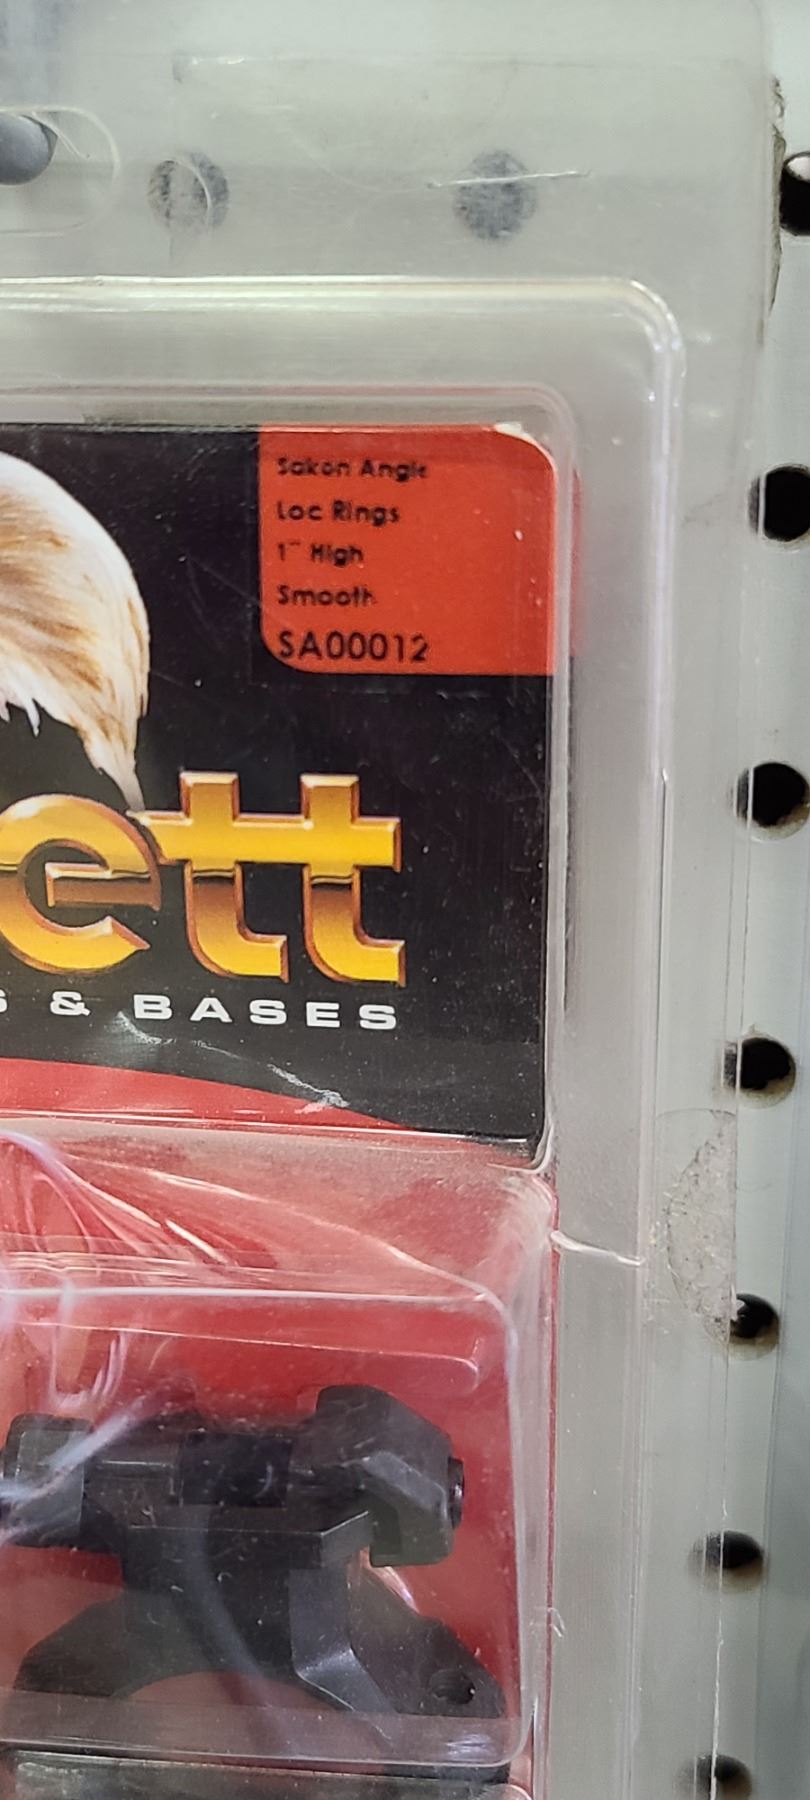 Sakon Angle
Loc Rings
1" High
Smooth
SA00012
ett
S & BASES